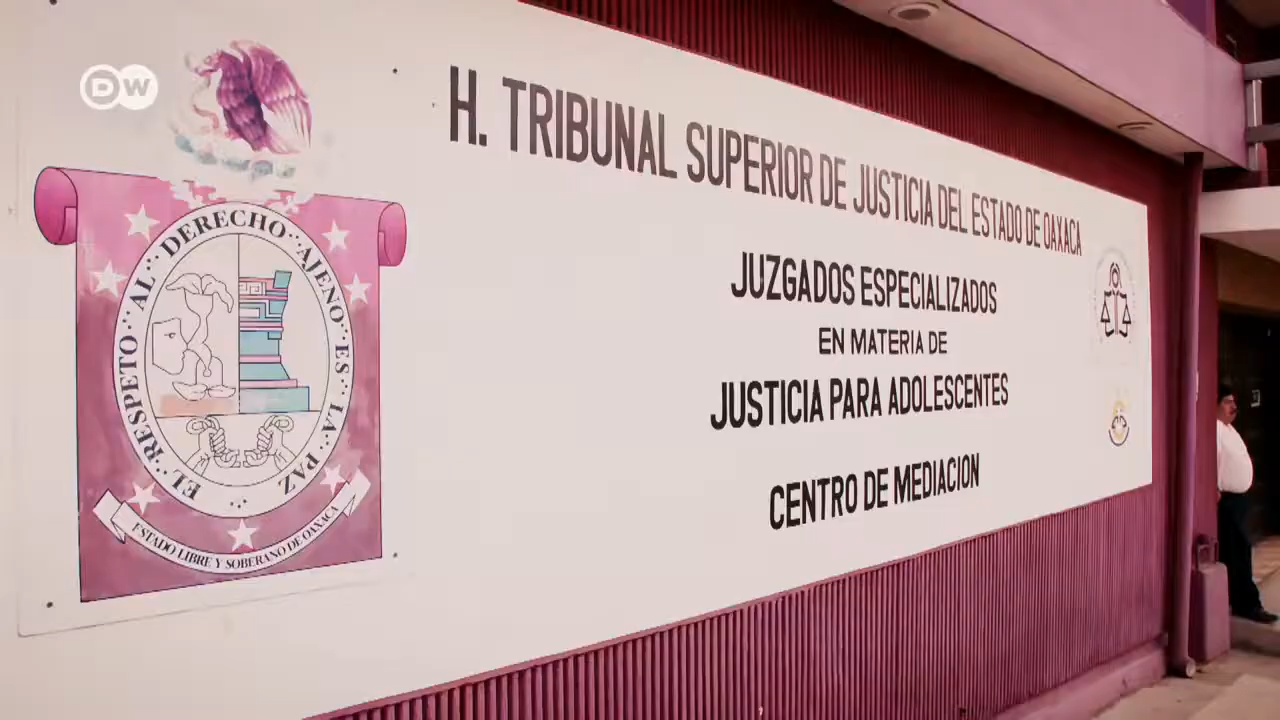 DW
EL RESPETO AL DERECHO AJENO ES LA PAZ
ESTADO LIBRE Y SOBERANO DE OAXACA
H. TRIBUNAL SUPERIOR DE JUSTICIA DEL ESTADO DE OAXACA
JUZGADOS ESPECIALIZADOS
EN MATERIA DE
JUSTICIA PARA ADOLESCENTES
CENTRO DE MEDIACION